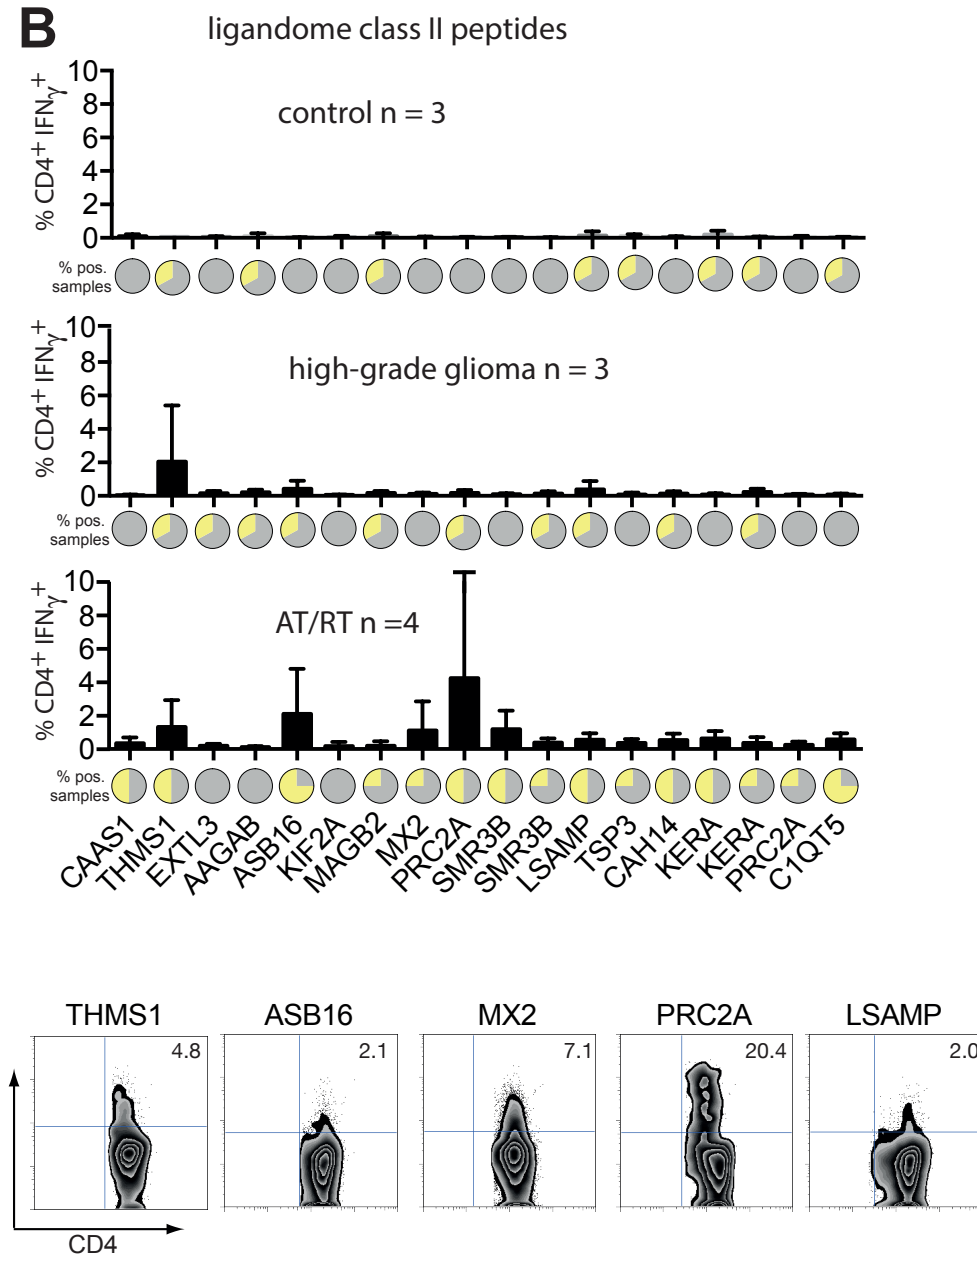 B
ligandome class II peptides
% CD4+ IFNγ+
10
8
6
4
2
0
control n = 3
% pos.
samples
% CD4+ IFNγ+
10
8
6
4
2
0
high-grade glioma n = 3
% pos.
samples
% CD4+ IFNγ+
10
8
6
4
2
0
AT/RT n =4
% pos.
samples
CAAS1
THMS1
EXTL3
AAGAB
ASB16
KIF2A
MAGB2
MX2
PRC2A
SMR3B
SMR3B
LSAMP
TSP3
CAH14
KERA
KERA
PRC2A
C1QT5
THMS1
ASB16
MX2
PRC2A
LSAMP
4.8
2.1
7.1
20.4
2.0
CD4